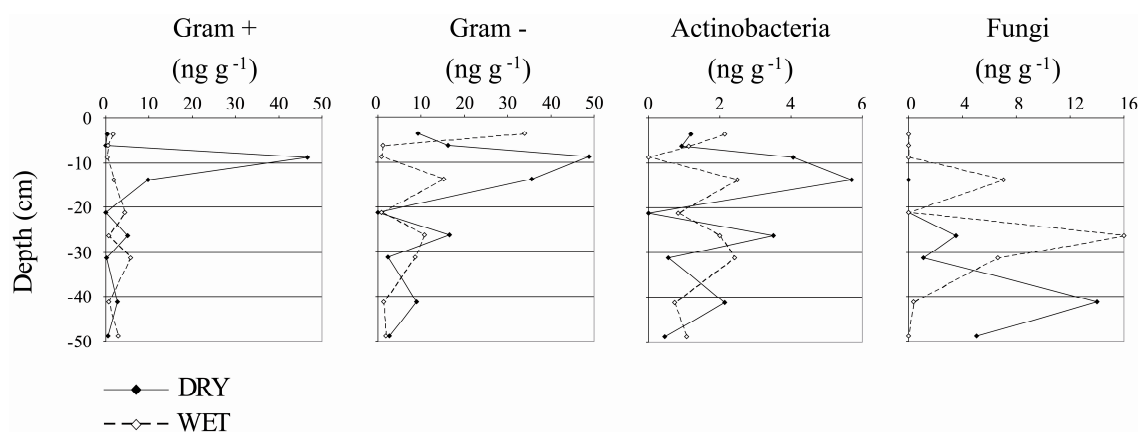 Gram +
(ng g-1)
Gram -
(ng g-1)
Actinobacteria
(ng g-1)
Fungi
(ng g-1)
0 10 20 30 40 50
0 10 20 30 40 50
0 2 4 6
0 4 8 12 16
Depth (cm)
0
-10
-20
-30
-40
-50
DRY
WET